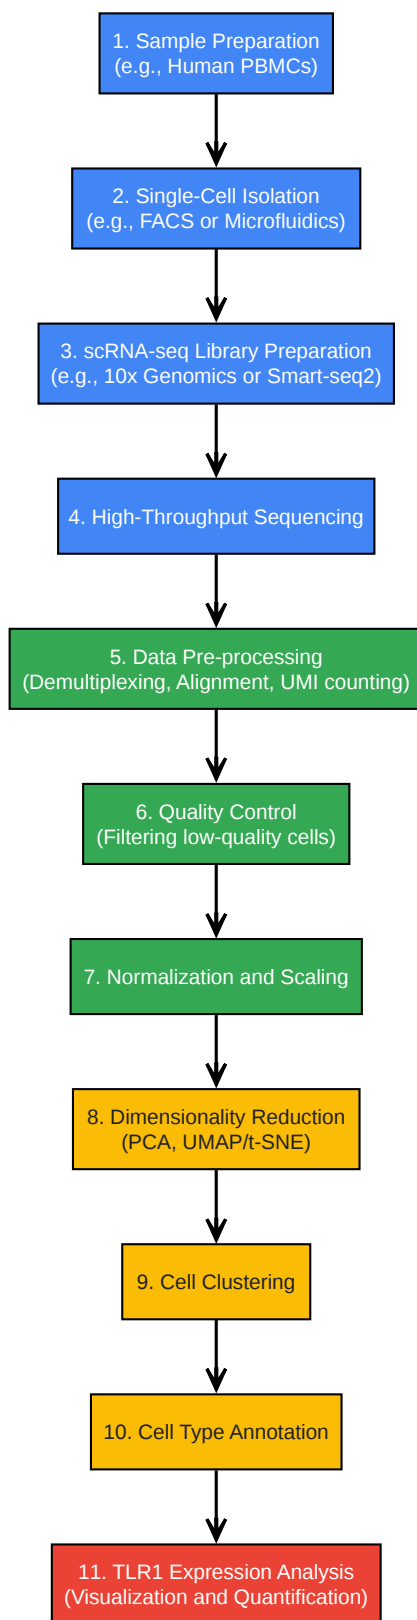 1. Sample Preparation
(e.g., Human PBMCs)
2. Single-Cell Isolation
(e.g., FACS or Microfluidics)
3. scRNA-seq Library Preparation
(e.g., 10x Genomics or Smart-seq2)
4. High-Throughput Sequencing
5. Data Pre-processing
(Demultiplexing, Alignment, UMI counting)
6. Quality Control
(Filtering low-quality cells)
7. Normalization and Scaling
8. Dimensionality Reduction
(PCA, UMAP/t-SNE)
9. Cell Clustering
10. Cell Type Annotation
11. TLR1 Expression Analysis
(Visualization and Quantification)